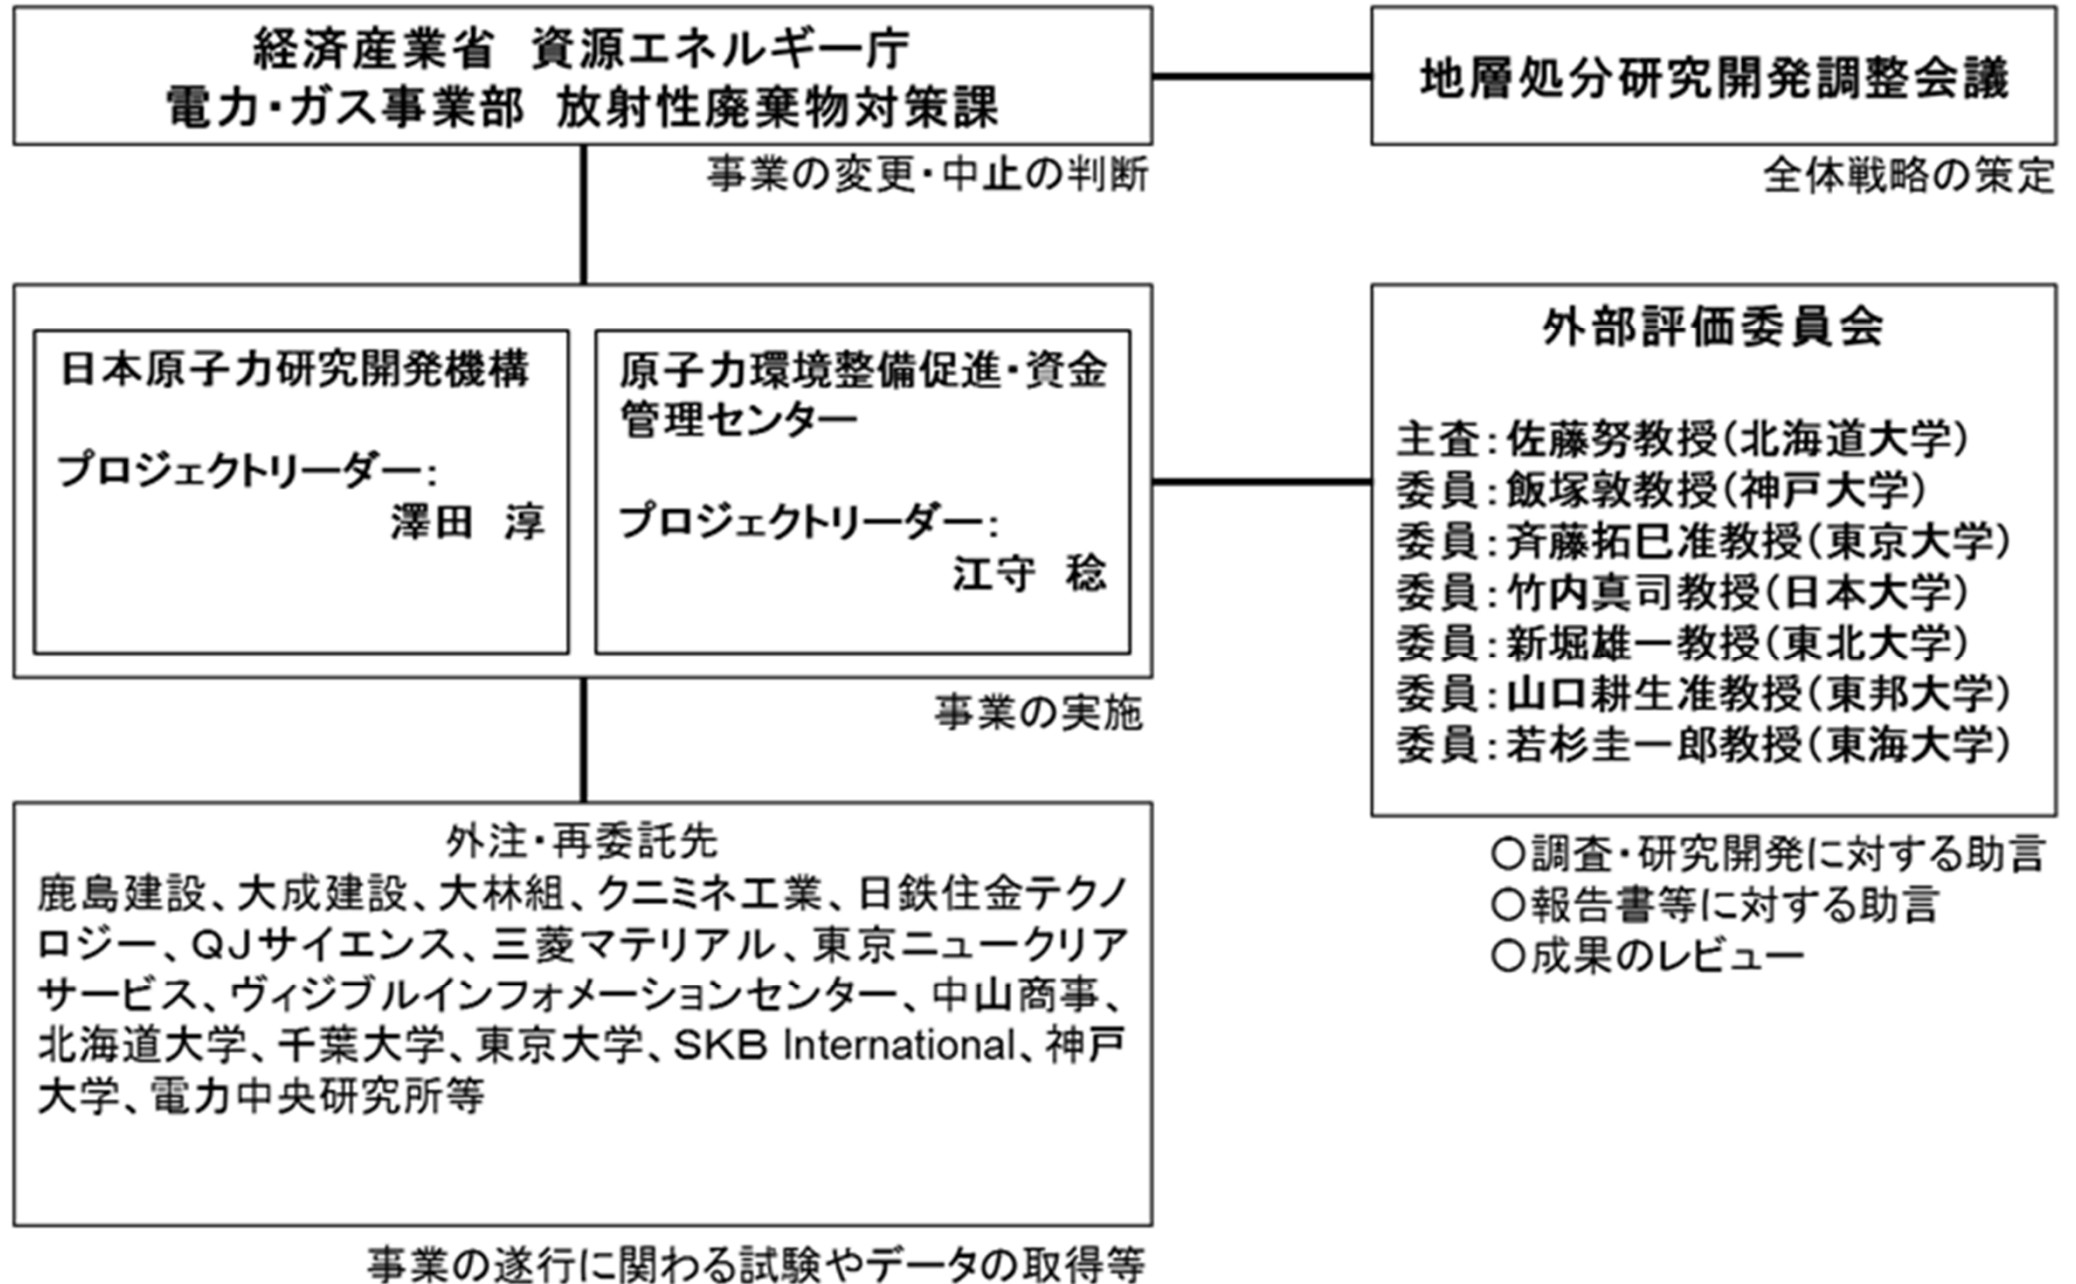 経済産業省　資源エネルギー庁
電力・ガス事業部　放射性廃棄物対策課
事業の変更・中止の判断
地層処分研究開発調整会議
全体戦略の策定
日本原子力研究開発機構
プロジェクトリーダー：
澤田　淳
原子力環境整備促進・資金
管理センター
プロジェクトリーダー：
江守　稔
事業の実施
外部評価委員会
主査：佐藤努教授（北海道大学）
委員：飯塚敦教授（神戸大学）
委員：斉藤拓巳准教授（東京大学）
委員：竹内真司教授（日本大学）
委員：新堀雄一教授（東北大学）
委員：山口耕生准教授（東邦大学）
委員：若杉圭一郎教授（東海大学）
○調査・研究開発に対する助言
○報告書等に対する助言
○成果のレビュー
外注・再委託先
鹿島建設、大成建設、大林組、クニミネ工業、日鉄住金テクノ
ロジー、QJサイエンス、三菱マテリアル、東京ニュークリア
サービス、ヴィジブルインフォメーションセンター、中山商事、
北海道大学、千葉大学、東京大学、SKB International、神戸
大学、電力中央研究所等
事業の遂行に関わる試験やデータの取得等